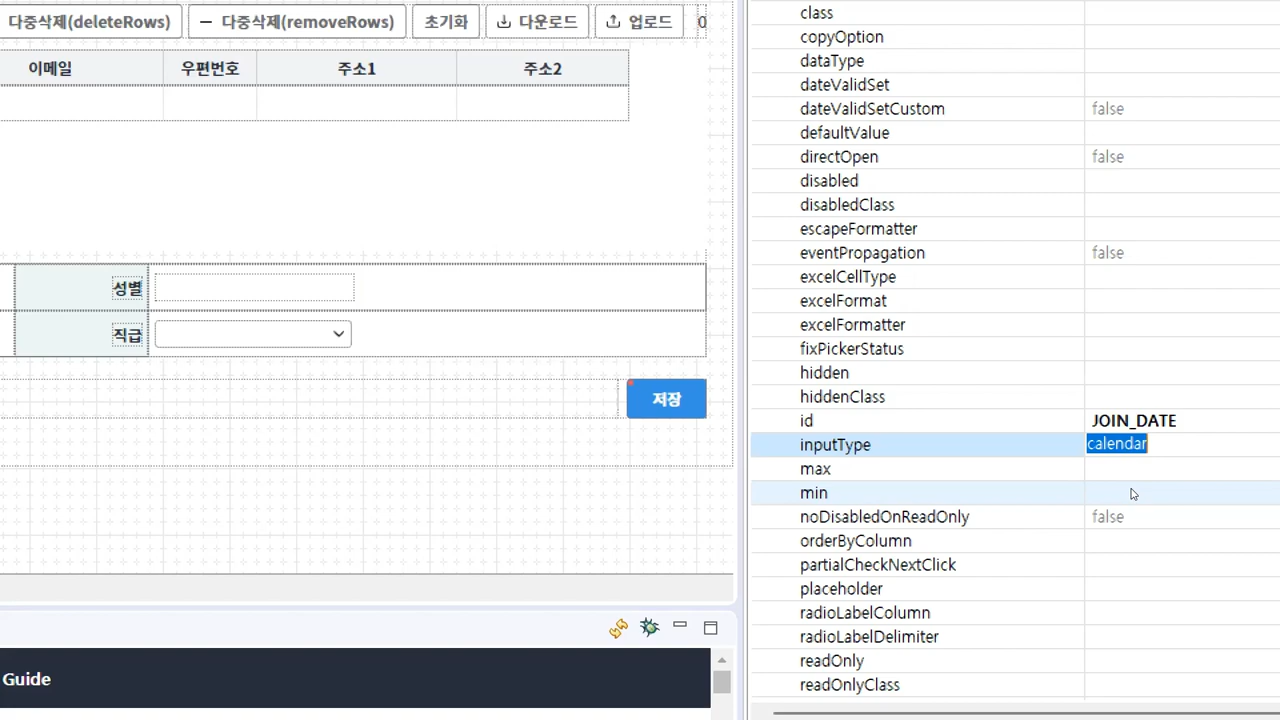 다중삭제(deleteRows)
다중삭제(removeRows)
초기화
다운로드
업로드
0
이메일
우편번호
주소1
주소2
성별
직급
저장
Guide
class
copyOption
dataType
dateValidSet
dateValidSetCustom false
defaultValue
directOpen false
disabled
disabledClass
escapeFormatter
eventPropagation false
excelCellType
excelFormat
excelFormatter
fixPickerStatus
hidden
hiddenClass
id JOIN_DATE
inputType calendar
max
min
noDisabledOnReadOnly false
orderByColumn
partialCheckNextClick
placeholder
radioLabelColumn
radioLabelDelimiter
readOnly
readOnlyClass